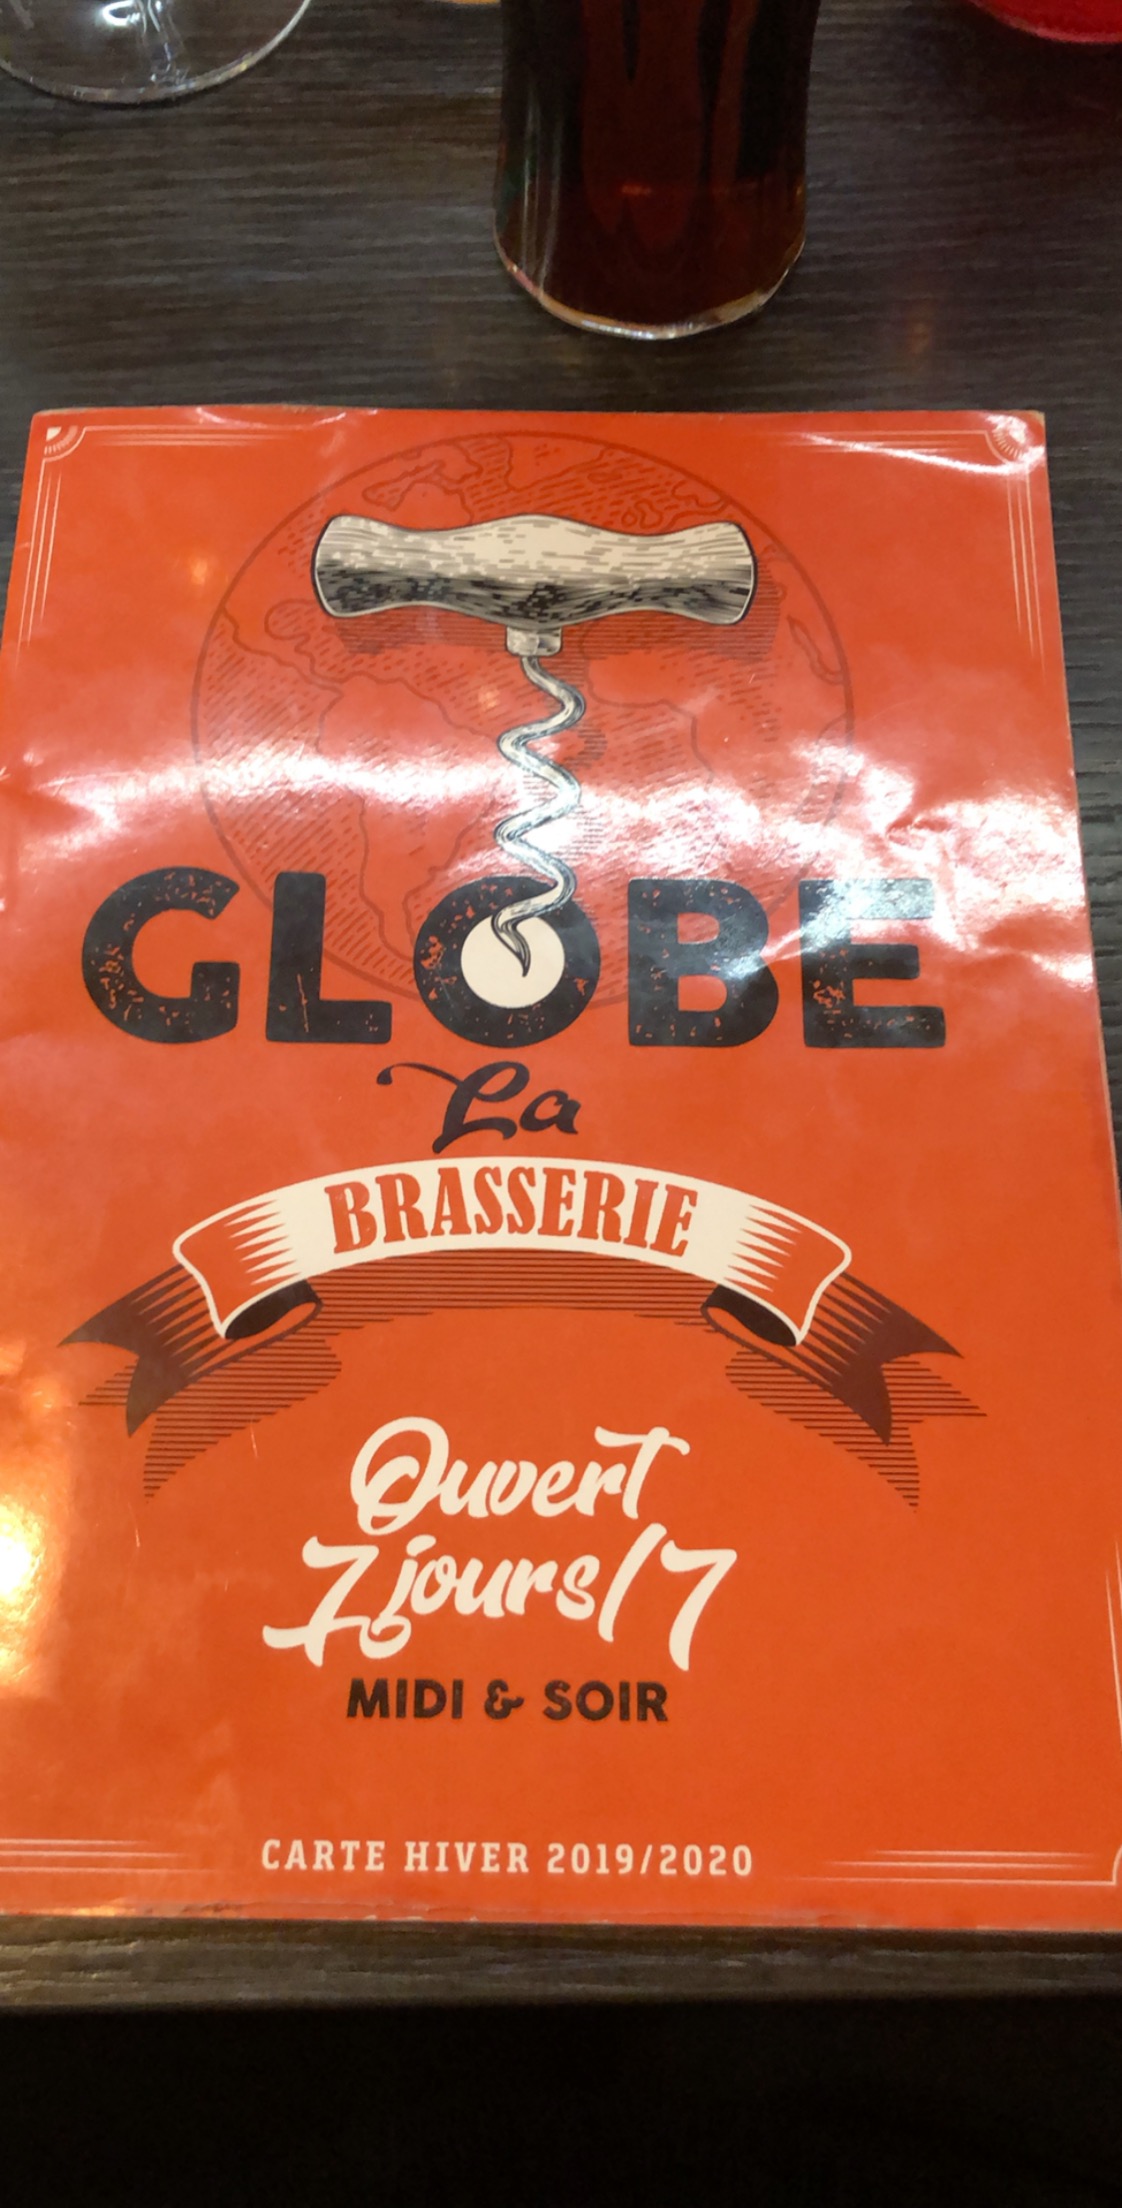 GLOBE
La
BRASSERIE
Ouvert
7jours/7
MIDI & SOIR
CARTE HIVER 2019/2020